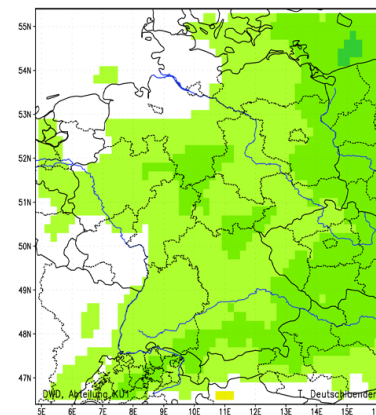 55N
54N
53N
52N
51N
50N
49N
48N
47N
DWD, Abteilung KU1 T. Deutschlaender
5E 6E 7E 8E 9E 10E 11E 12E 13E 14E 15E